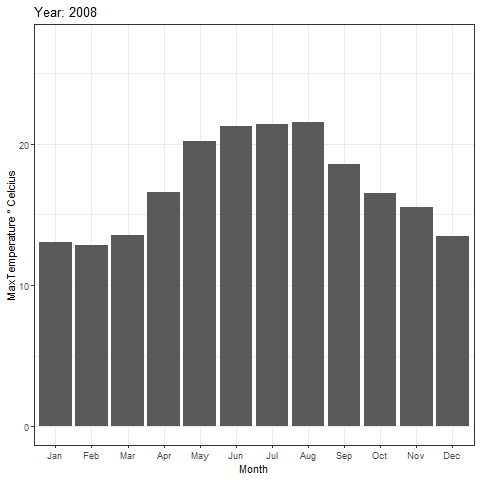 Year: 2008
MaxTemperature ° Celcius
20
10
0
Jan Feb Mar Apr May Jun Jul Aug Sep Oct Nov Dec
Month